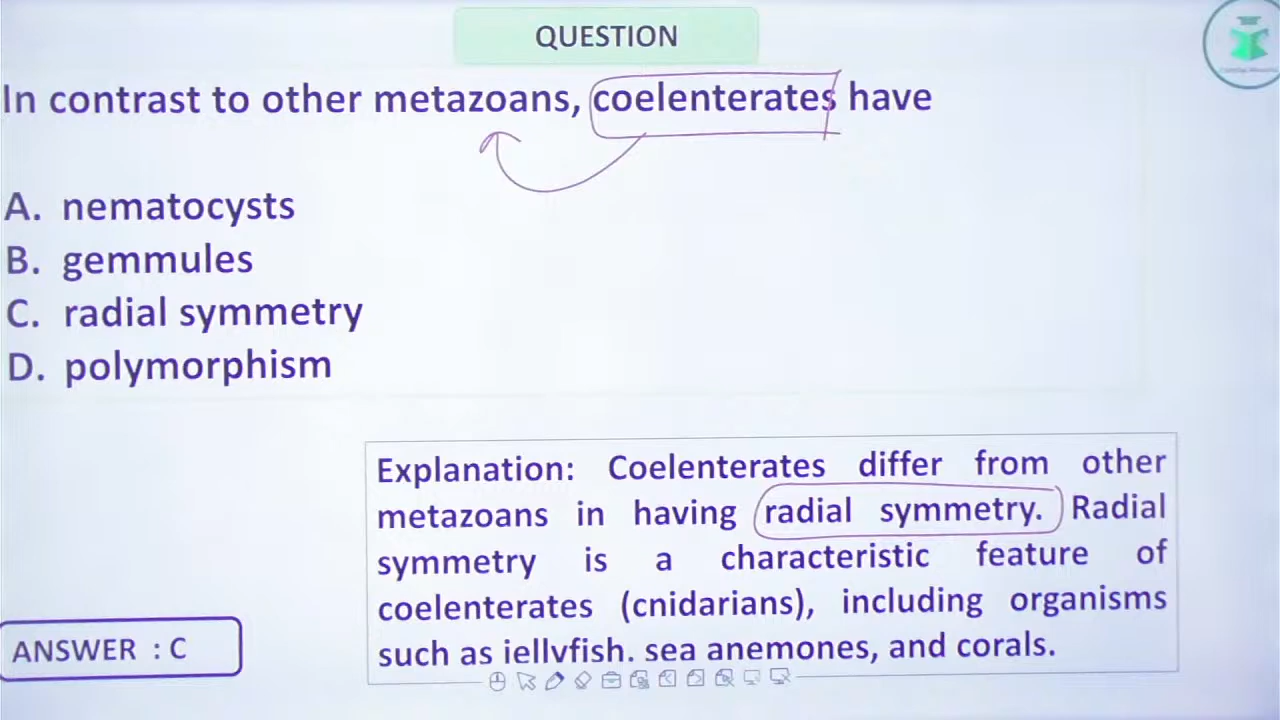 QUESTION
In contrast to other metazoans, coelenterates have
A. nematocysts
B. gemmules
C. radial symmetry
D. polymorphism
Explanation: Coelenterates differ from other
metazoans in having radial symmetry. Radial
symmetry is a characteristic feature of
coelenterates (cnidarians), including organisms
such as jellyfish, sea anemones, and corals.
ANSWER : C